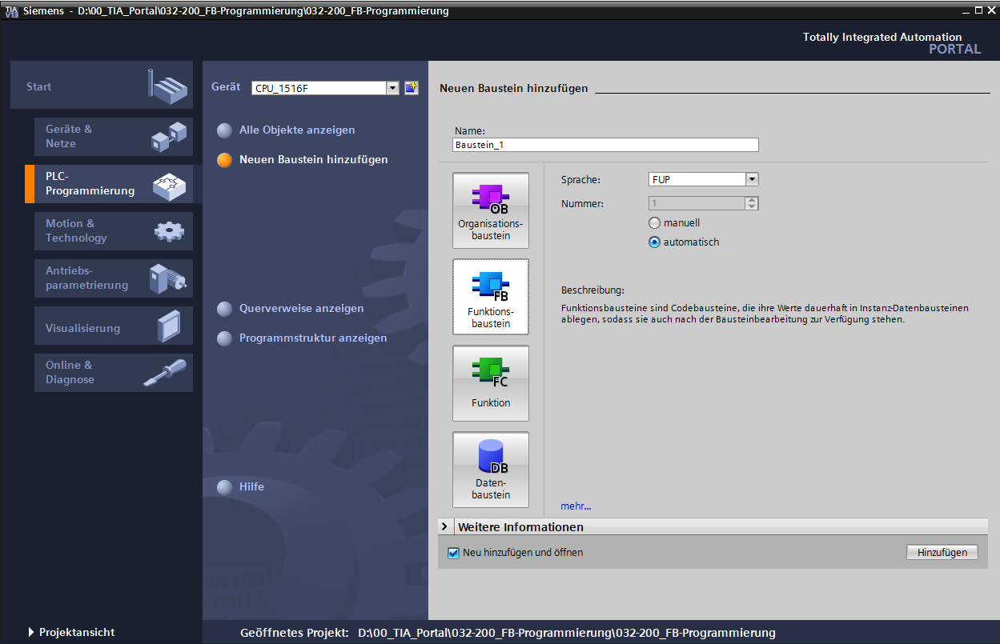 TIA V13 Siemens - D:\00_TIA_Portal\032-200_FB-Programmierung\032-200_FB-Programmierung
Totally Integrated Automation
PORTAL
Start
Geräte &
Netze
PLC-
Programmierung
Motion &
Technology
Antriebs-
parametrierung
Visualisierung
Online &
Diagnose
Projektansicht
Gerät CPU_1516F
Alle Objekte anzeigen
Neuen Baustein hinzufügen
Querverweise anzeigen
Programmstruktur anzeigen
Hilfe
Neuen Baustein hinzufügen
Name:
Baustein_1
OB
Organisations-
baustein
FB
Funktions-
baustein
FC
Funktion
DB
Daten-
baustein
Sprache: FUP
Nummer: 1
manuell
automatisch
Beschreibung:
Funktionsbausteine sind Codebausteine, die ihre Werte dauerhaft in Instanz-Datenbausteinen
ablegen, sodass sie auch nach der Bausteinbearbeitung zur Verfügung stehen.
mehr...
Weitere Informationen
Neu hinzufügen und öffnen
Hinzufügen
Geöffnetes Projekt: D:\00_TIA_Portal\032-200_FB-Programmierung\032-200_FB-Programmierung